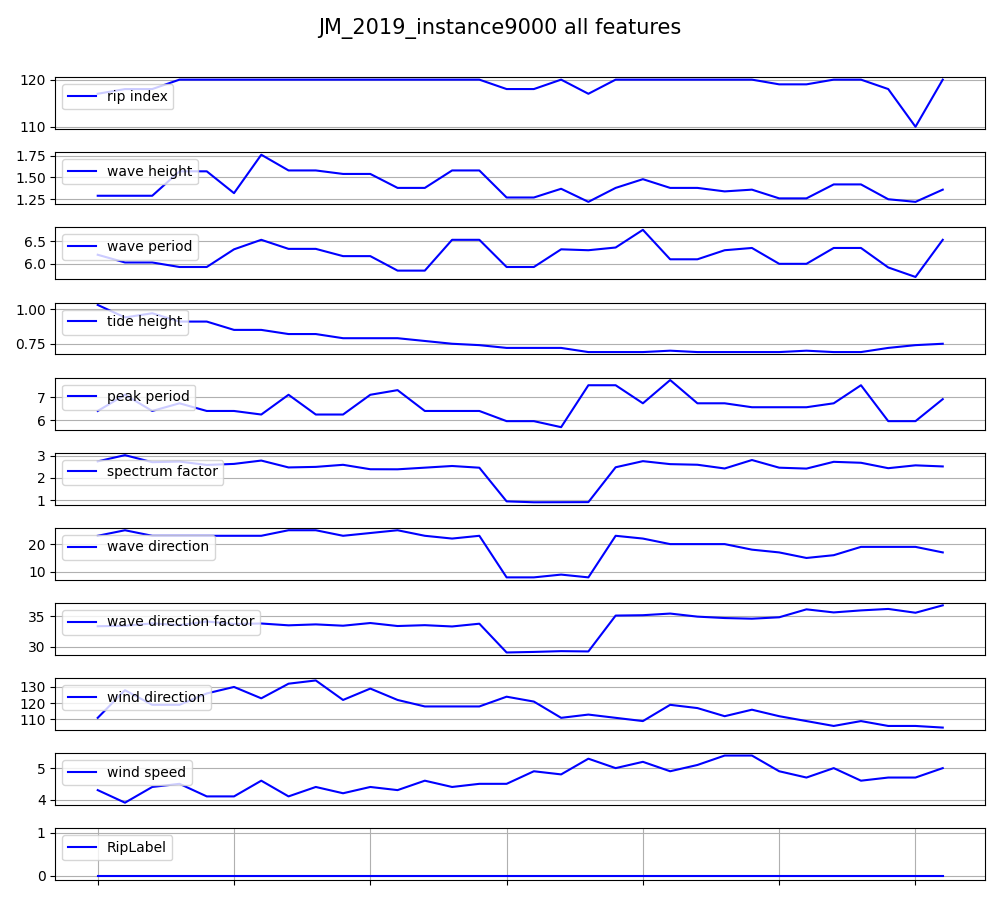 JM_2019_instance9000 all features
120
110
rip index
1.75
1.50
1.25
wave height
6.5
6.0
wave period
1.00
0.75
tide height
7
6
peak period
3
2
1
spectrum factor
20
10
wave direction
35
30
wave direction factor
130
120
110
wind direction
5
4
wind speed
1
0
RipLabel